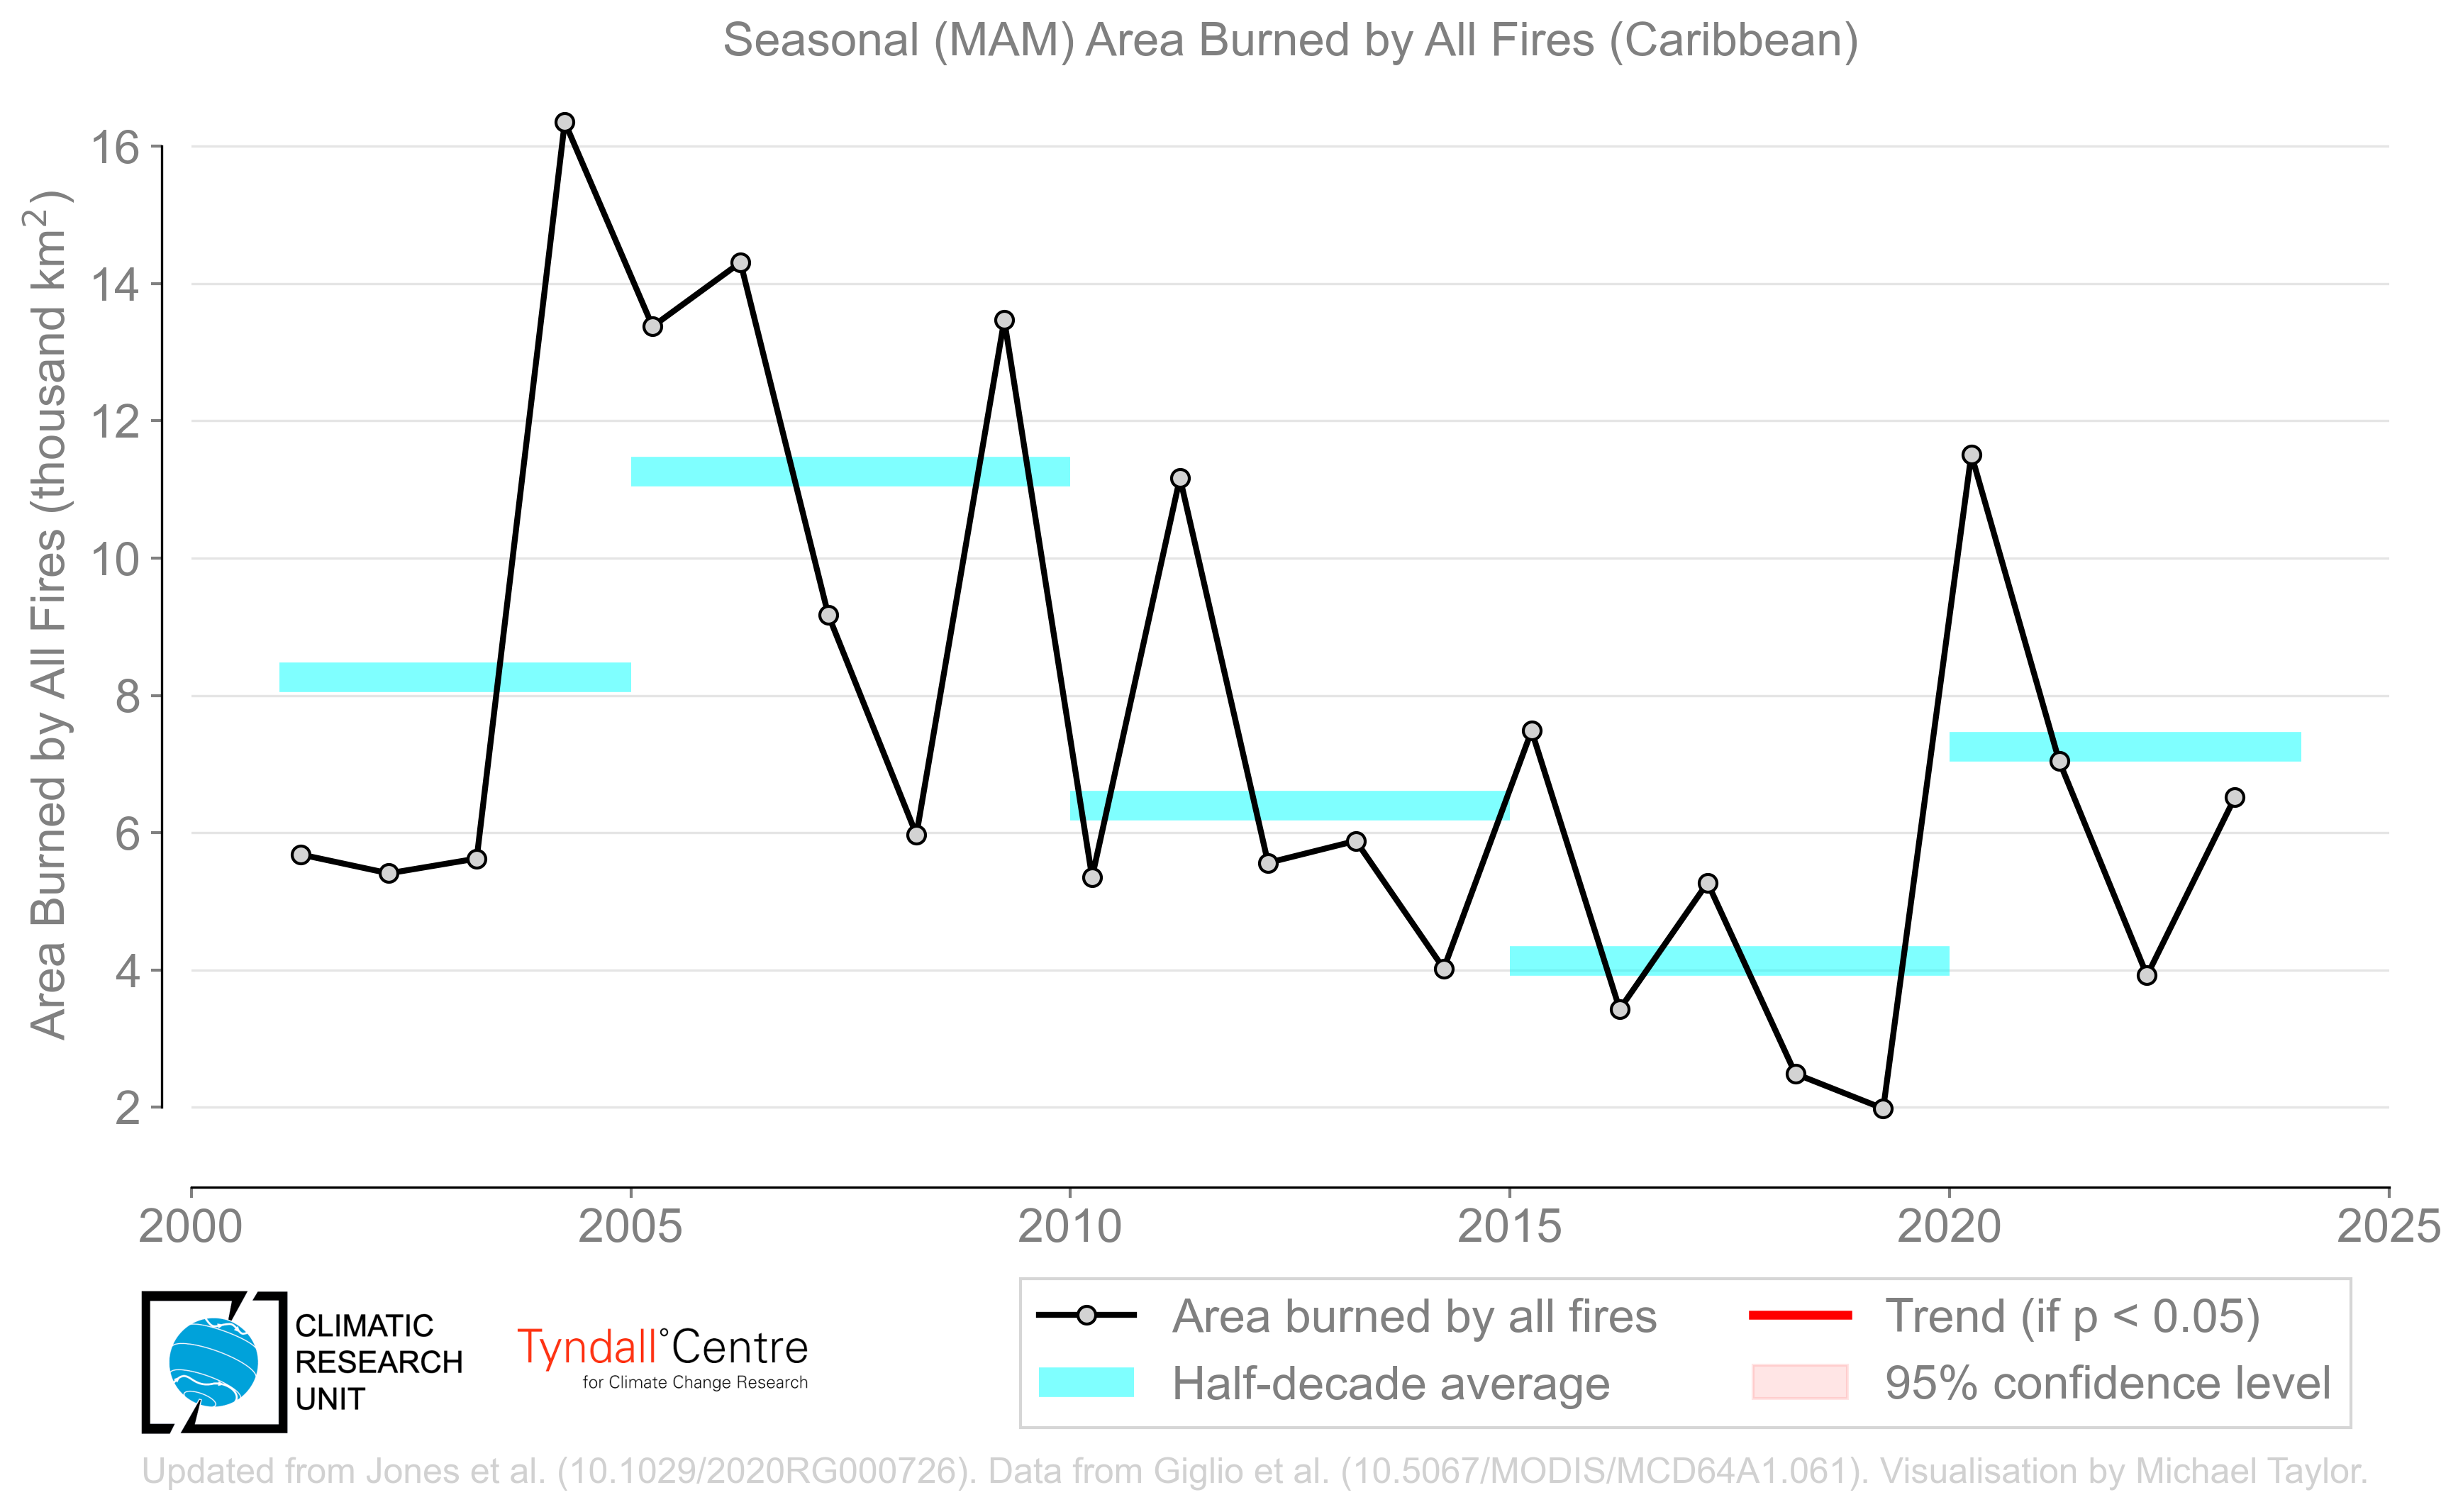 Seasonal (MAM) Area Burned by All Fires (Caribbean)
Area Burned by All Fires (thousand km²)
16
14
12
10
8
6
4
2
2000 2005 2010 2015 2020 2025
CLIMATIC
RESEARCH
UNIT
Tyndall°Centre
for Climate Change Research
Area burned by all fires
Half-decade average
Trend (if p < 0.05)
95% confidence level
Updated from Jones et al. (10.1029/2020RG000726). Data from Giglio et al. (10.5067/MODIS/MCD64A1.061). Visualisation by Michael Taylor.